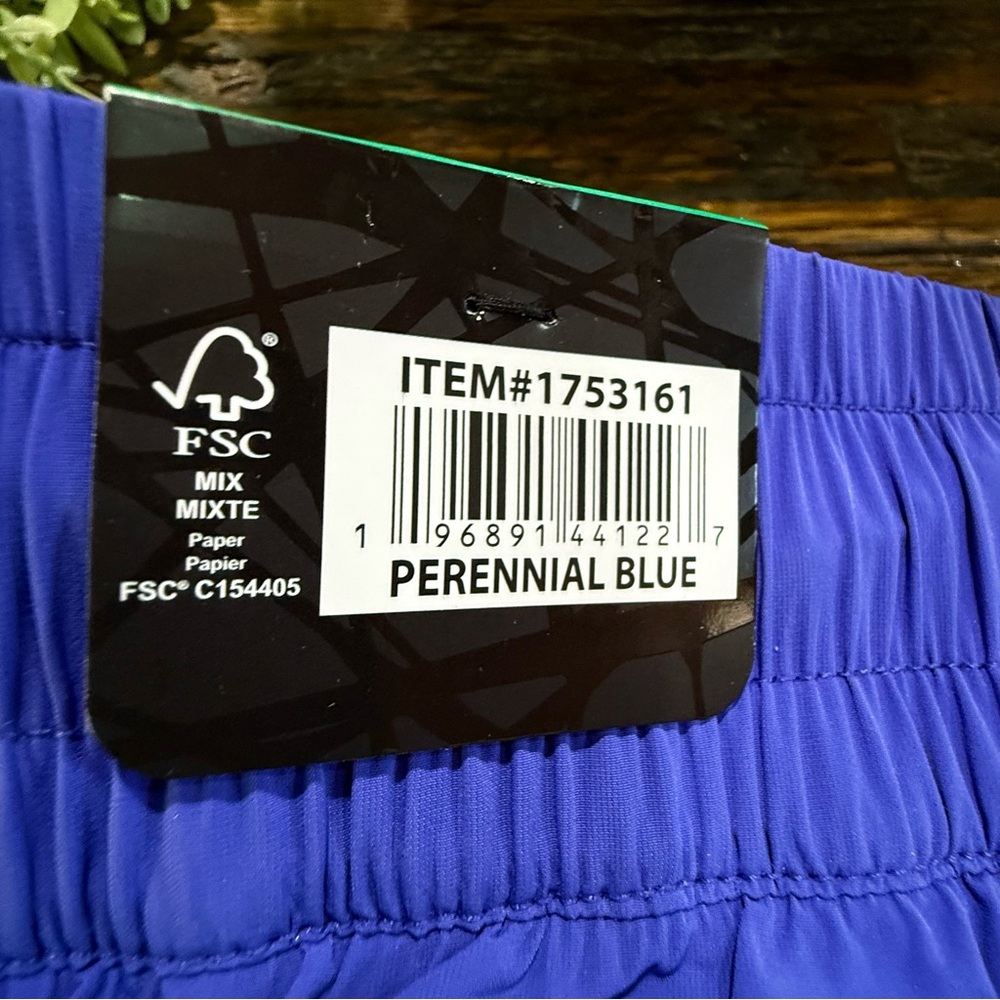 ®
FSC
MIX
MIXTE
Paper
Papier
FSC® C154405
ITEM#1753161
1 96891 44122 7
PERENNIAL BLUE